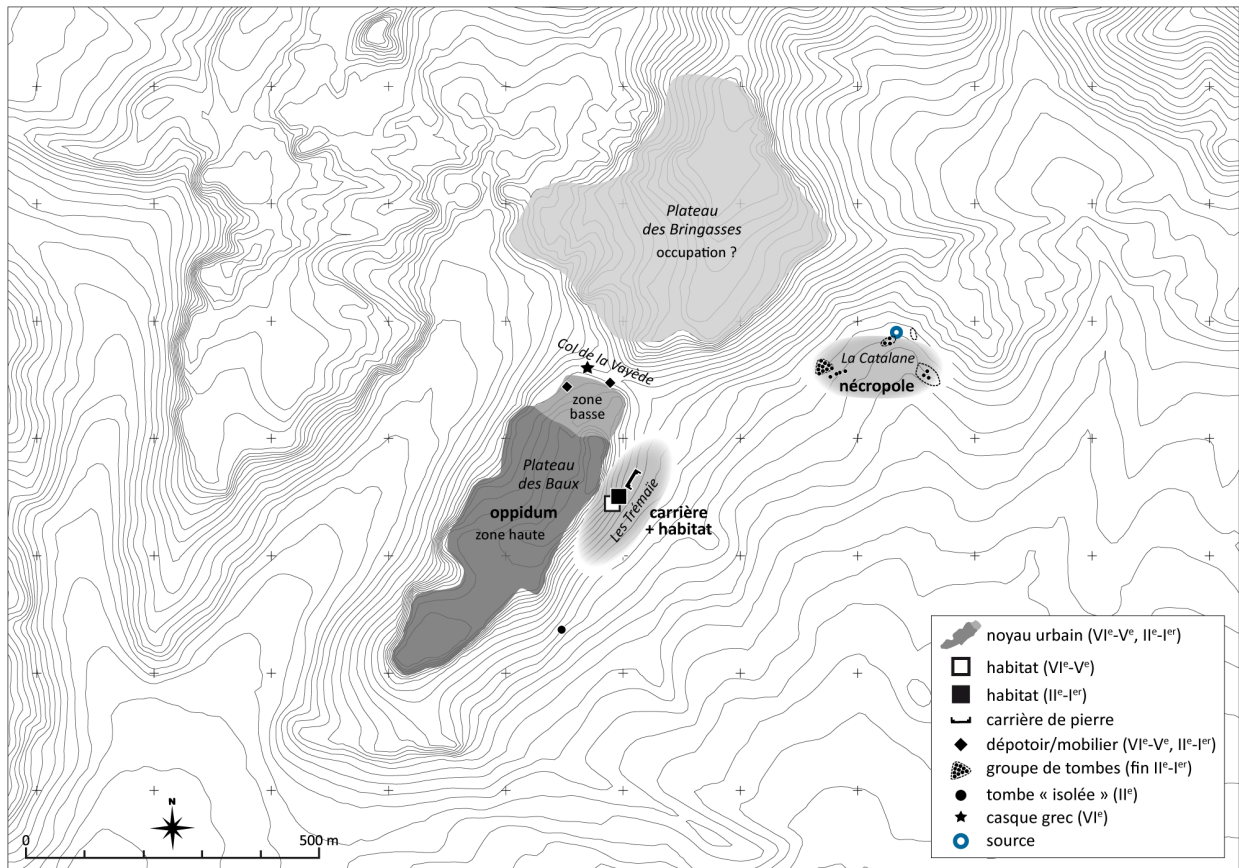 Plateau
des Bringasses
occupation ?
Col de la Vayède
zone
basse
La Catalane
nécropole
Plateau
des Baux
oppidum
zone haute
Les Trémaïe
carrière
+ habitat
noyau urbain (VIe-Ve, IIe-Ier)
habitat (VIe-Ve)
habitat (IIe-Ier)
carrière de pierre
dépotoir/mobilier (VIe-Ve, IIe-Ier)
groupe de tombes (fin IIe-Ier)
tombe « isolée » (IIe)
casque grec (VIe)
source
N
0
500 m